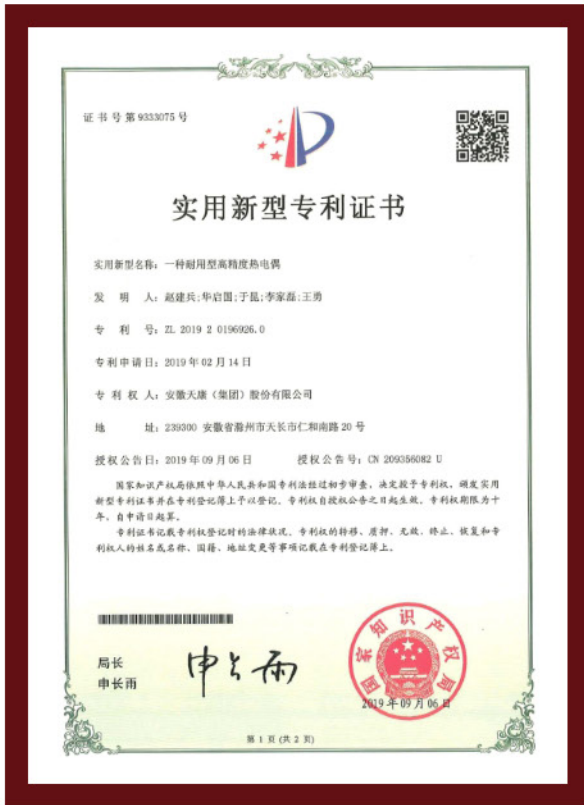 证书号第9333075号
实用新型专利证书
实用新型名称：一种耐用型高精度热电偶
发明人：赵建兵;华启国;于昆;李家磊;王勇
专利号：ZL 2019 2 0196926.0
专利申请日：2019年02月14日
专利权人：安徽天康（集团）股份有限公司
地址：239300 安徽省滁州市天长市仁和南路20号
授权公告日：2019年09月06日 授权公告号：CN 209356082 U
国家知识产权局依照中华人民共和国专利法经过初步审查，决定授予专利权，颁发实用
新型专利证书并在专利登记簿上予以登记。专利权自授权公告之日起生效。专利权期限为十
年，自申请日起算。
专利证书记载专利权登记时的法律状况。专利权的转移、质押、无效、终止、恢复和专
利权人的姓名或名称、国籍、地址变更等事项记载在专利登记簿上。
局长
申长雨
申长雨
国家知识产权局
2019年09月06日
第1页(共2页)